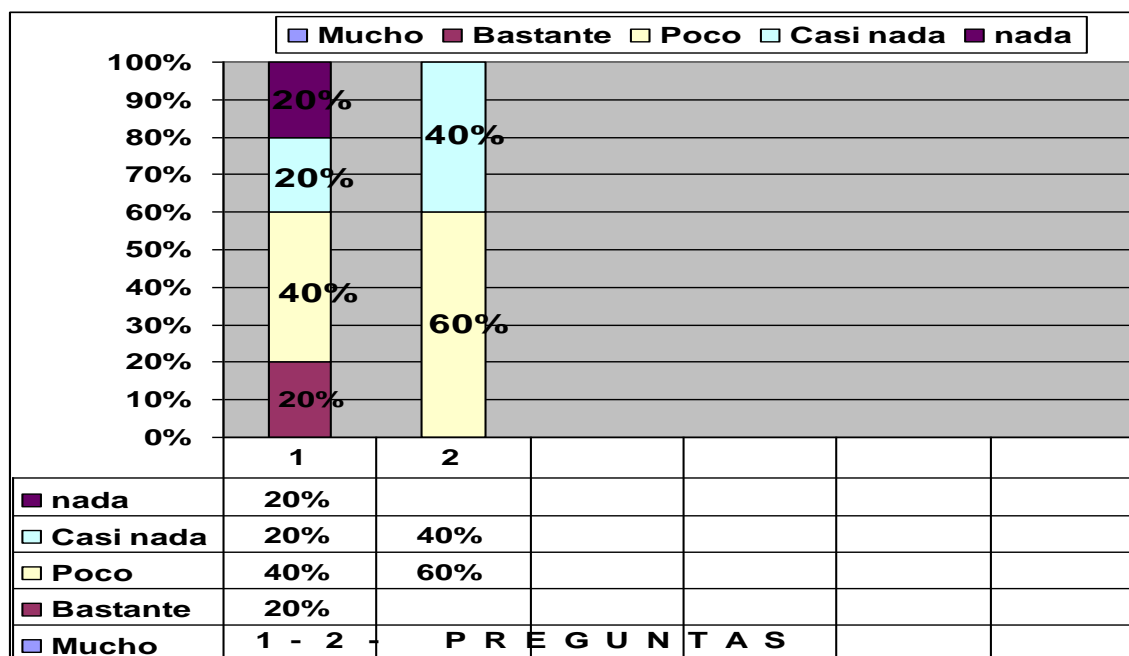 Mucho Bastante Poco Casi nada nada
100%
90%
80%
70%
60%
50%
40%
30%
20%
10%
0%
20%
20%
40%
20%
40%
60%
1 2
nada 20%
Casi nada 20% 40%
Poco 40% 60%
Bastante 20%
Mucho
1 - 2 - PREGUNTAS